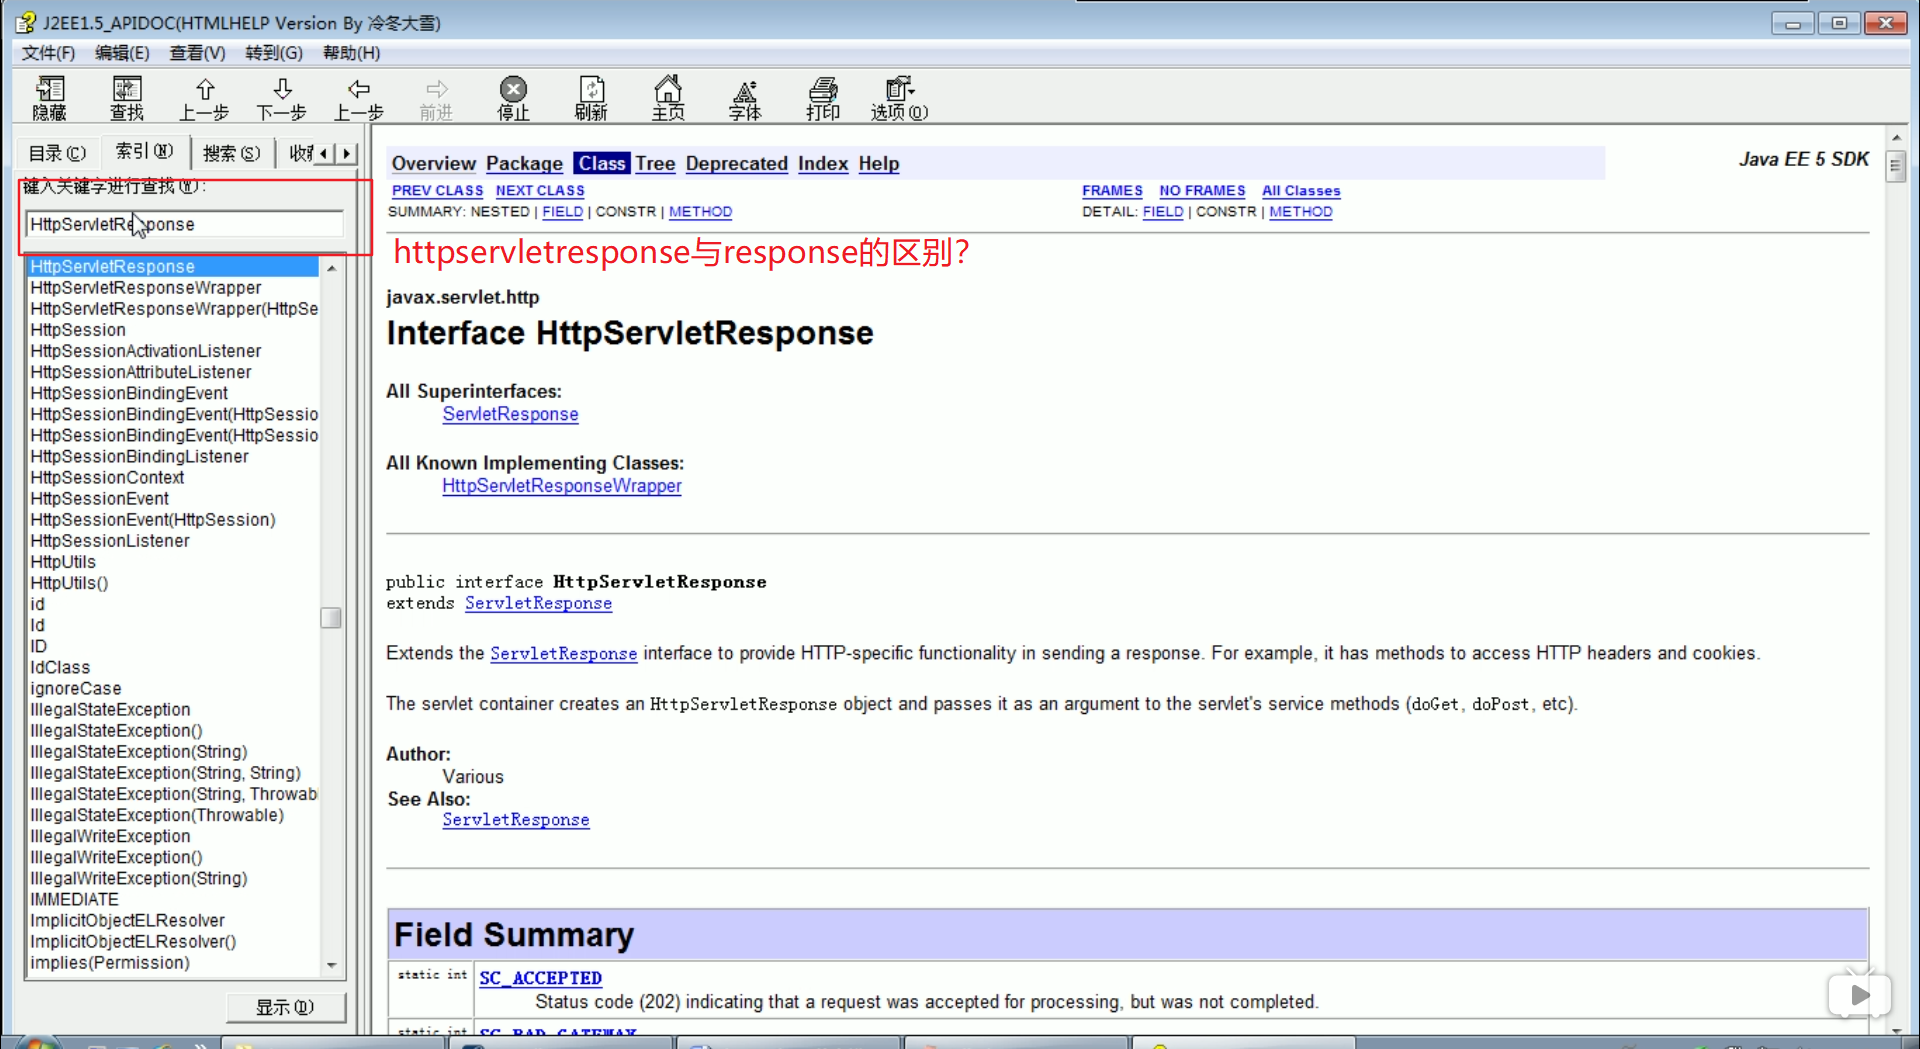 J2EE1.5_APIDOC(HTMLHELP Version By 冷冬大雪)
文件(F) 编辑(E) 查看(V) 转到(G) 帮助(H)
隐藏 查找 上一步 下一步 上一步 前进 停止 刷新 主页 字体 打印 选项(O)
目录(C) 索引(N) 搜索(S)
键入关键字进行查找(W):
HttpServletResponse
HttpServletResponse
HttpServletResponseWrapper
HttpServletResponseWrapper(HttpSe
HttpSession
HttpSessionActivationListener
HttpSessionAttributeListener
HttpSessionBindingEvent
HttpSessionBindingEvent(HttpSessio
HttpSessionBindingEvent(HttpSessio
HttpSessionBindingListener
HttpSessionContext
HttpSessionEvent
HttpSessionEvent(HttpSession)
HttpSessionListener
HttpUtils
HttpUtils()
id
Id
ID
IdClass
ignoreCase
IllegalStateException
IllegalStateException()
IllegalStateException(String)
IllegalStateException(String, String)
IllegalStateException(String, Throwabl
IllegalStateException(Throwable)
IllegalWriteException
IllegalWriteException()
IllegalWriteException(String)
IMMEDIATE
ImplicitObjectELResolver
ImplicitObjectELResolver()
implies(Permission)
显示(D)
Overview Package Class Tree Deprecated Index Help
Java EE 5 SDK
PREV CLASS NEXT CLASS
FRAMES NO FRAMES All Classes
SUMMARY: NESTED | FIELD | CONSTR | METHOD
DETAIL: FIELD | CONSTR | METHOD
httpservletresponse与response的区别?
javax.servlet.http
Interface HttpServletResponse
All Superinterfaces:
ServletResponse
All Known Implementing Classes:
HttpServletResponseWrapper
public interface HttpServletResponse
extends ServletResponse
Extends the ServletResponse interface to provide HTTP-specific functionality in sending a response. For example, it has methods to access HTTP headers and cookies.
The servlet container creates an HttpServletResponse object and passes it as an argument to the servlet's service methods (doGet, doPost, etc).
Author:
Various
See Also:
ServletResponse
Field Summary
static int SC_ACCEPTED
Status code (202) indicating that a request was accepted for processing, but was not completed.
static int SC_BAD_GATEWAY